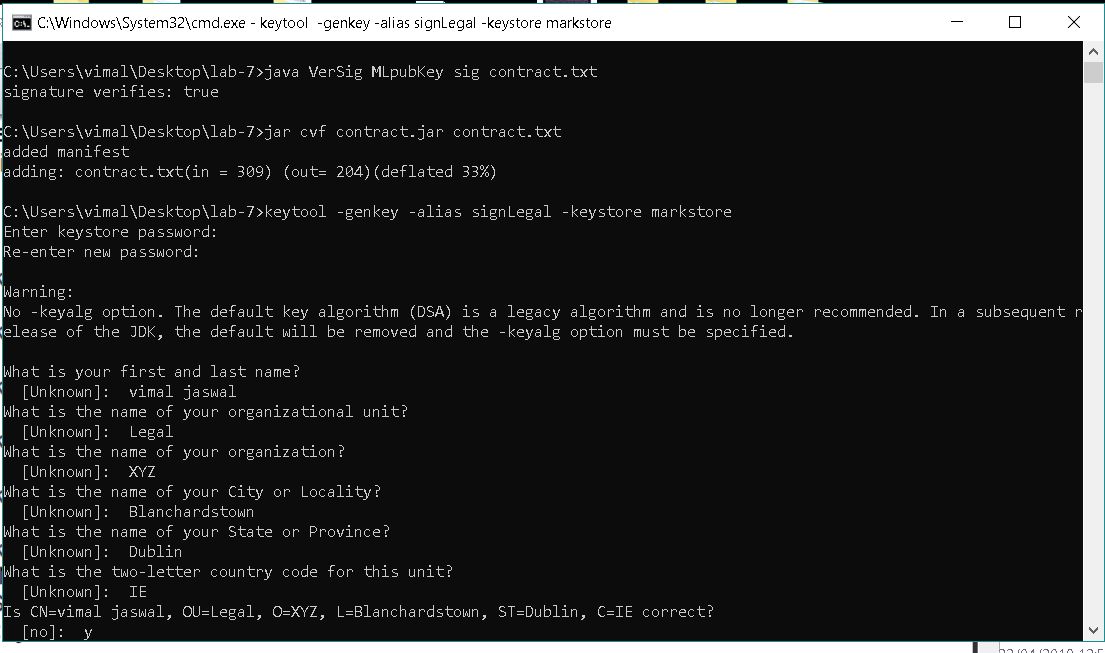 C:\Windows\System32\cmd.exe - keytool  -genkey -alias signLegal -keystore markstore
C:\Users\vimal\Desktop\lab-7>java VerSig MLpubKey sig contract.txt
signature verifies: true
C:\Users\vimal\Desktop\lab-7>jar cvf contract.jar contract.txt
added manifest
adding: contract.txt(in = 309) (out= 204)(deflated 33%)
C:\Users\vimal\Desktop\lab-7>keytool -genkey -alias signLegal -keystore markstore
Enter keystore password:
Re-enter new password:
Warning:
No -keyalg option. The default key algorithm (DSA) is a legacy algorithm and is no longer recommended. In a subsequent r
elease of the JDK, the default will be removed and the -keyalg option must be specified.
What is your first and last name?
  [Unknown]:  vimal jaswal
What is the name of your organizational unit?
  [Unknown]:  Legal
What is the name of your organization?
  [Unknown]:  XYZ
What is the name of your City or Locality?
  [Unknown]:  Blanchardstown
What is the name of your State or Province?
  [Unknown]:  Dublin
What is the two-letter country code for this unit?
  [Unknown]:  IE
Is CN=vimal jaswal, OU=Legal, O=XYZ, L=Blanchardstown, ST=Dublin, C=IE correct?
  [no]:  y